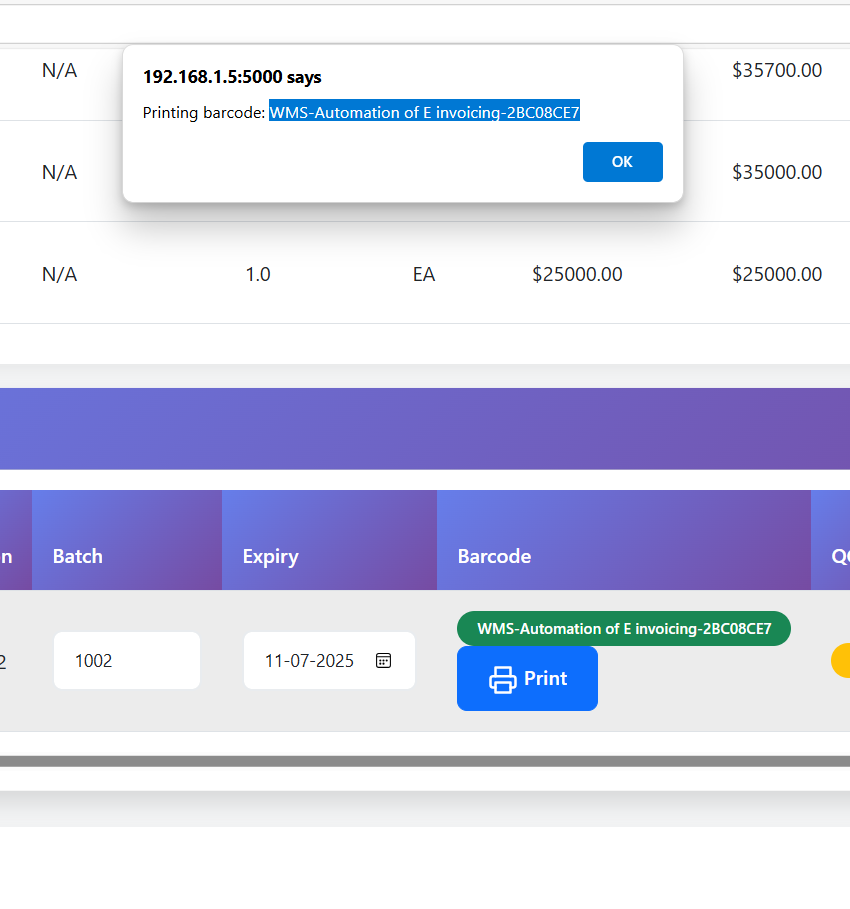 N/A $35700.00
192.168.1.5:5000 says
Printing barcode: WMS-Automation of E invoicing-2BC08CE7
OK
N/A $35000.00
N/A 1.0 EA $25000.00 $25000.00
n Batch Expiry Barcode QC
WMS-Automation of E invoicing-2BC08CE7
2 1002 11-07-2025
Print